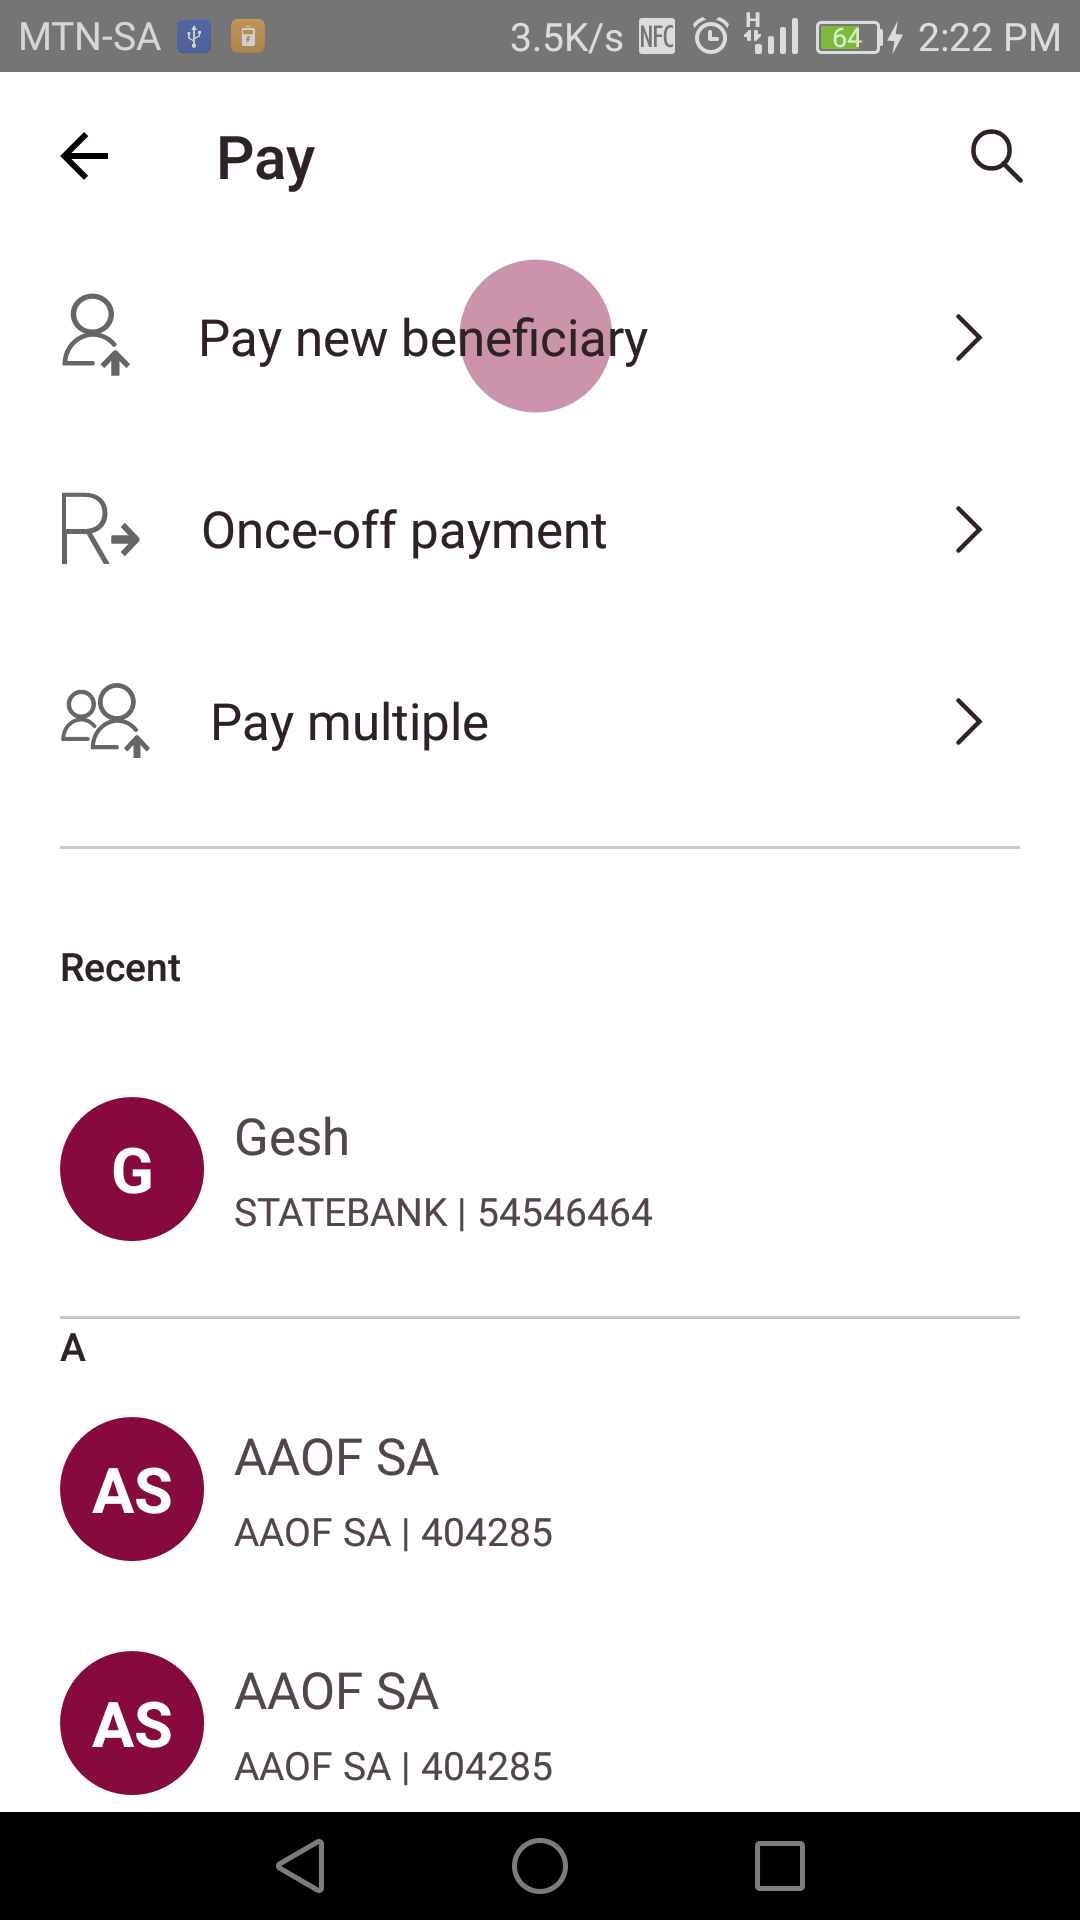 MTN-SA 3.5K/s NFC H 64 2:22 PM
Pay
Pay new beneficiary
R Once-off payment
Pay multiple
Recent
G Gesh
STATEBANK | 54546464
A
AS AAOF SA
AAOF SA | 404285
AS AAOF SA
AAOF SA | 404285